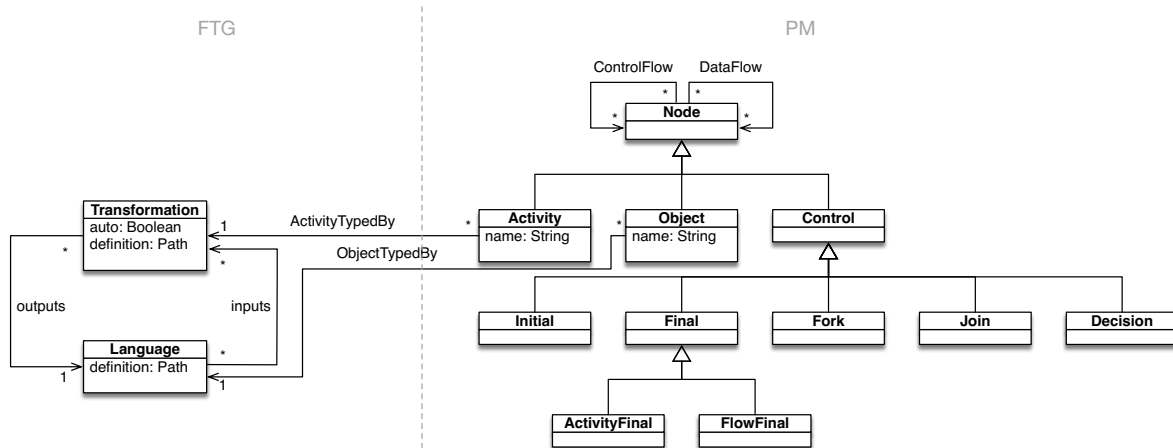 FTG
PM
ControlFlow
DataFlow
*
*
*
*
Node
Transformation
auto: Boolean
definition: Path
*
*
1
ActivityTypedBy
*
Activity
name: String
*
Object
name: String
Control
ObjectTypedBy
outputs
inputs
Initial
Final
Fork
Join
Decision
Language
definition: Path
1
*
1
ActivityFinal
FlowFinal